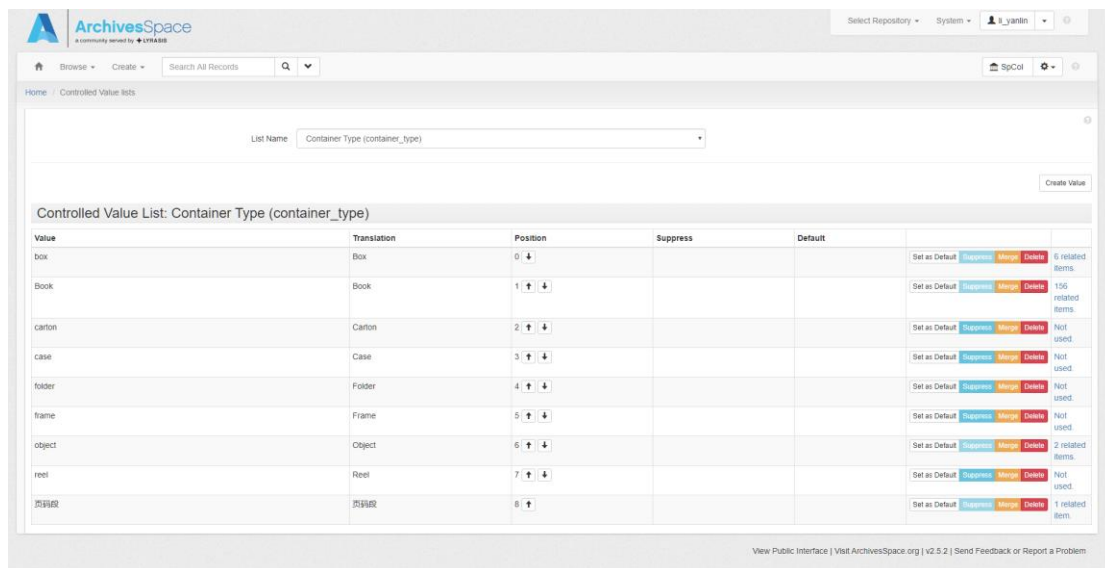 ArchivesSpace
a community served by LYRASIS
Select Repository System li_yanlin
Browse Create Search All Records SpCol
Home / Controlled Value lists
List Name Container Type (container_type)
Create Value
Controlled Value List: Container Type (container_type)
Value Translation Position Suppress Default
box Box 0 Set as Default Suppress Merge Delete 6 related
items.
Book Book 1 Set as Default Suppress Merge Delete 156
related
items.
carton Carton 2 Set as Default Suppress Merge Delete Not
used.
case Case 3 Set as Default Suppress Merge Delete Not
used.
folder Folder 4 Set as Default Suppress Merge Delete Not
used.
frame Frame 5 Set as Default Suppress Merge Delete Not
used.
object Object 6 Set as Default Suppress Merge Delete 2 related
items.
reel Reel 7 Set as Default Suppress Merge Delete Not
used.
页码段 页码段 8 Set as Default Suppress Merge Delete 1 related
item.
View Public Interface | Visit ArchivesSpace.org | v2.5.2 | Send Feedback or Report a Problem